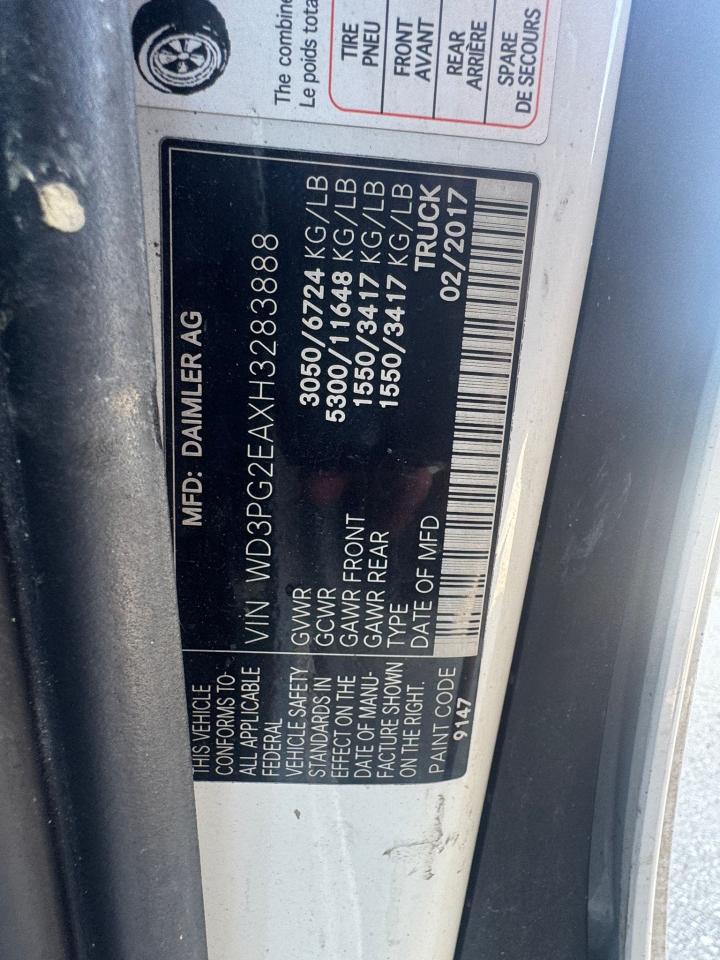 The combine
Le poids tota
TIRE
PNEU
FRONT
AVANT
REAR
ARRIÈRE
SPARE
DE SECOURS
MFD: DAIMLER AG
VIN WD3PG2EAXH3283888
GVWR 3050/6724 KG/LB
GCWR 5300/11648 KG/LB
GAWR FRONT 1550/3417 KG/LB
GAWR REAR 1550/3417 KG/LB
TYPE TRUCK
DATE OF MFD 02/2017
THIS VEHICLE
CONFORMS TO
ALL APPLICABLE
FEDERAL
VEHICLE SAFETY
STANDARDS IN
EFFECT ON THE
DATE OF MANU-
FACTURE SHOWN
ON THE RIGHT.
PAINT CODE
9147